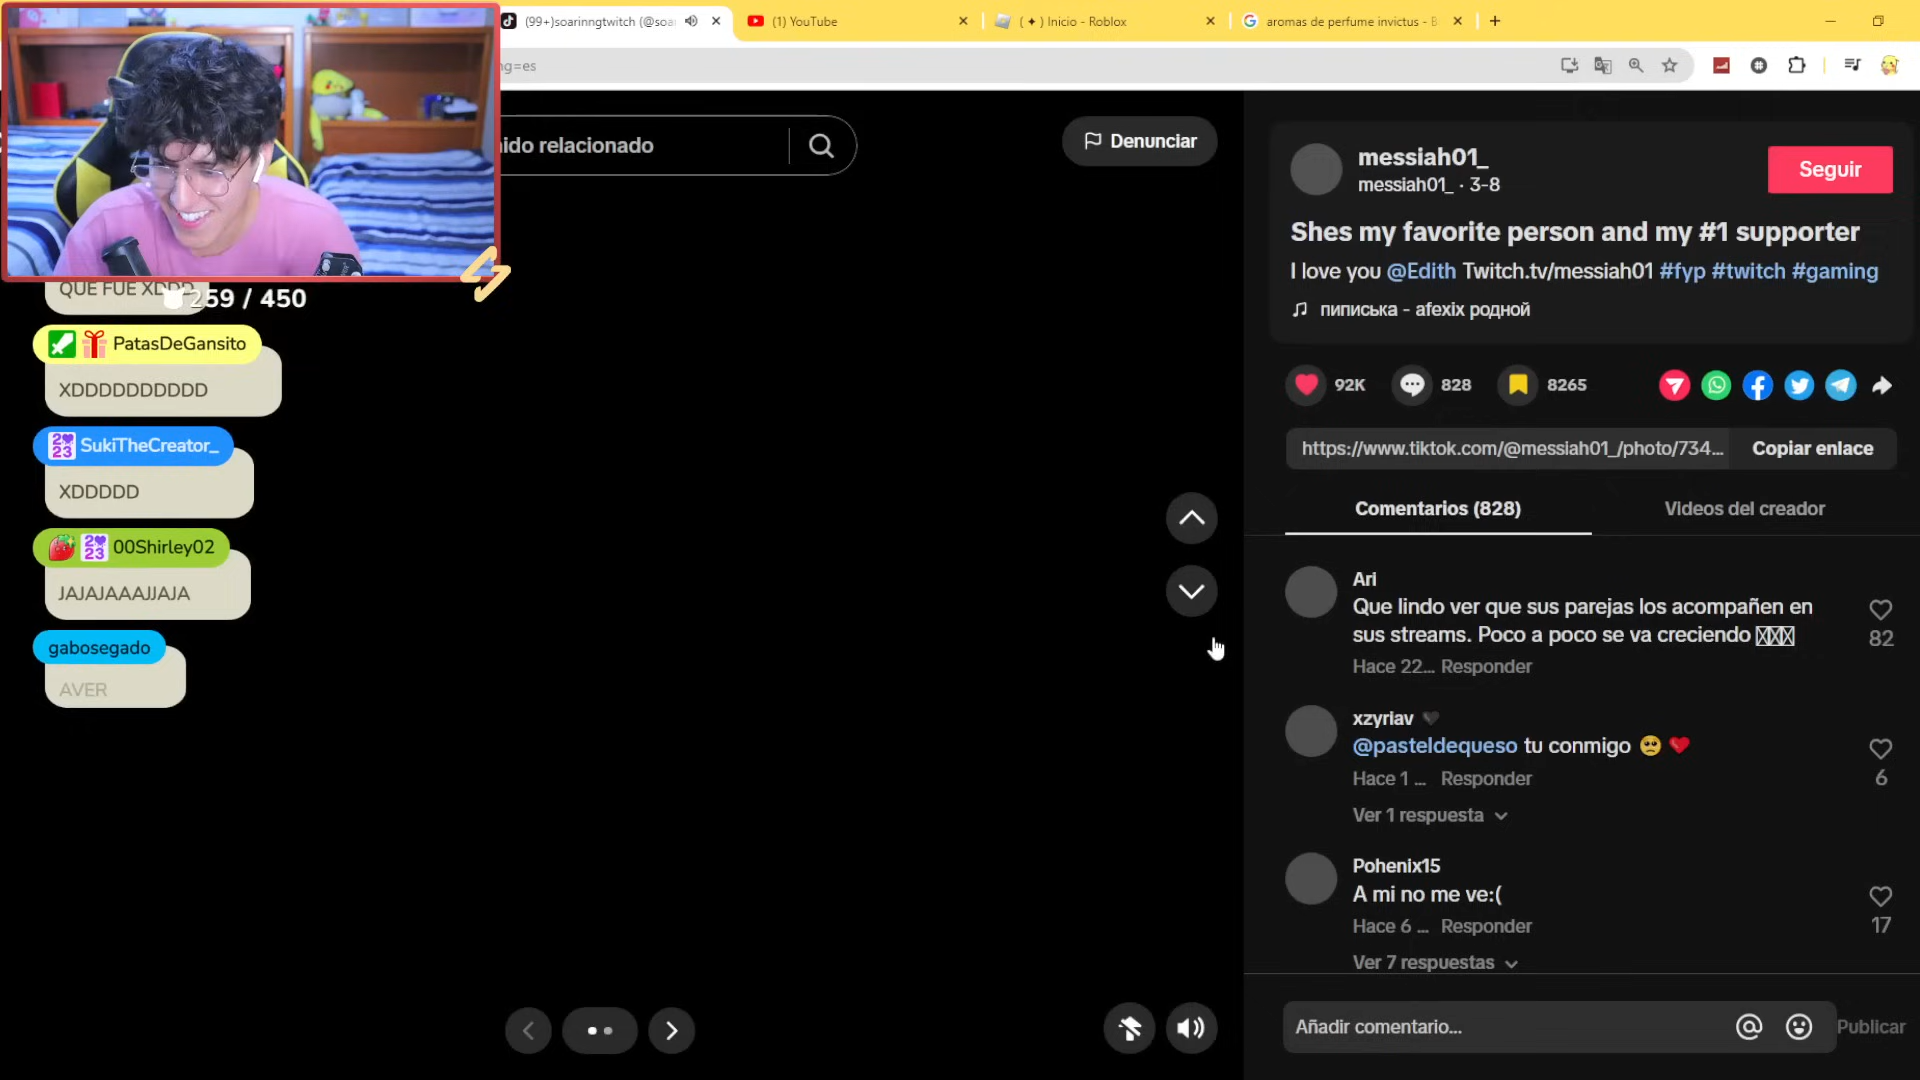 (99+)soarinngtwitch (@soar
(1) YouTube
( ✦ ) Inicio - Roblox
aromas de perfume invictus - B
g=es
ido relacionado
Denunciar
QUE FUE XDDD
259 / 450
PatasDeGansito
XDDDDDDDDDD
SukiTheCreator_
XDDDDD
00Shirley02
JAJAJAAAJJAJA
gabosegado
AVER
messiah01_
messiah01_ · 3-8
Seguir
Shes my favorite person and my #1 supporter
I love you @Edith Twitch.tv/messiah01 #fyp #twitch #gaming
пиписька - afexix родной
92K
828
8265
https://www.tiktok.com/@messiah01_/photo/734...
Copiar enlace
Comentarios (828)
Videos del creador
Ari
Que lindo ver que sus parejas los acompañen en
sus streams. Poco a poco se va creciendo
82
Hace 22... Responder
xzyrlav
@pasteldequeso tu conmigo 🥺 ❤️
6
Hace 1 ... Responder
Ver 1 respuesta
Pohenix15
A mi no me ve:(
17
Hace 6 ... Responder
Ver 7 respuestas
Añadir comentario...
Publicar